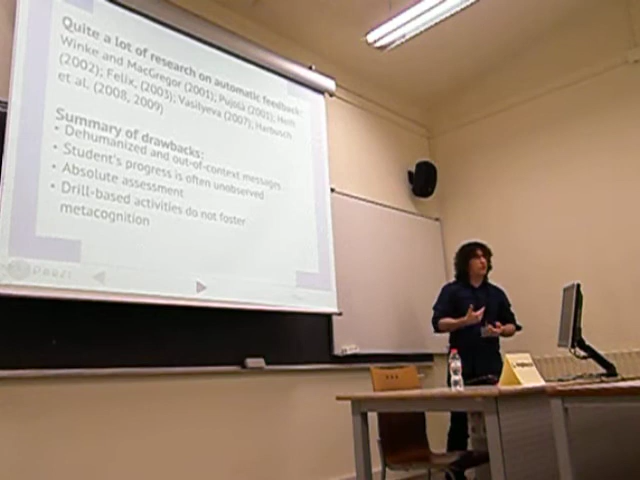 Quite a lot of research on automatic feedback:
Winke and MacGregor (2001); Pujolà (2001); Heift
(2002); Felix, (2003); Vasilyeva (2007); Harbusch
et al. (2008, 2009)
Summary of drawbacks:
• Dehumanized and out-of-context messages
• Student's progress is often unobserved
• Absolute assessment
• Drill-based activities do not foster
metacognition